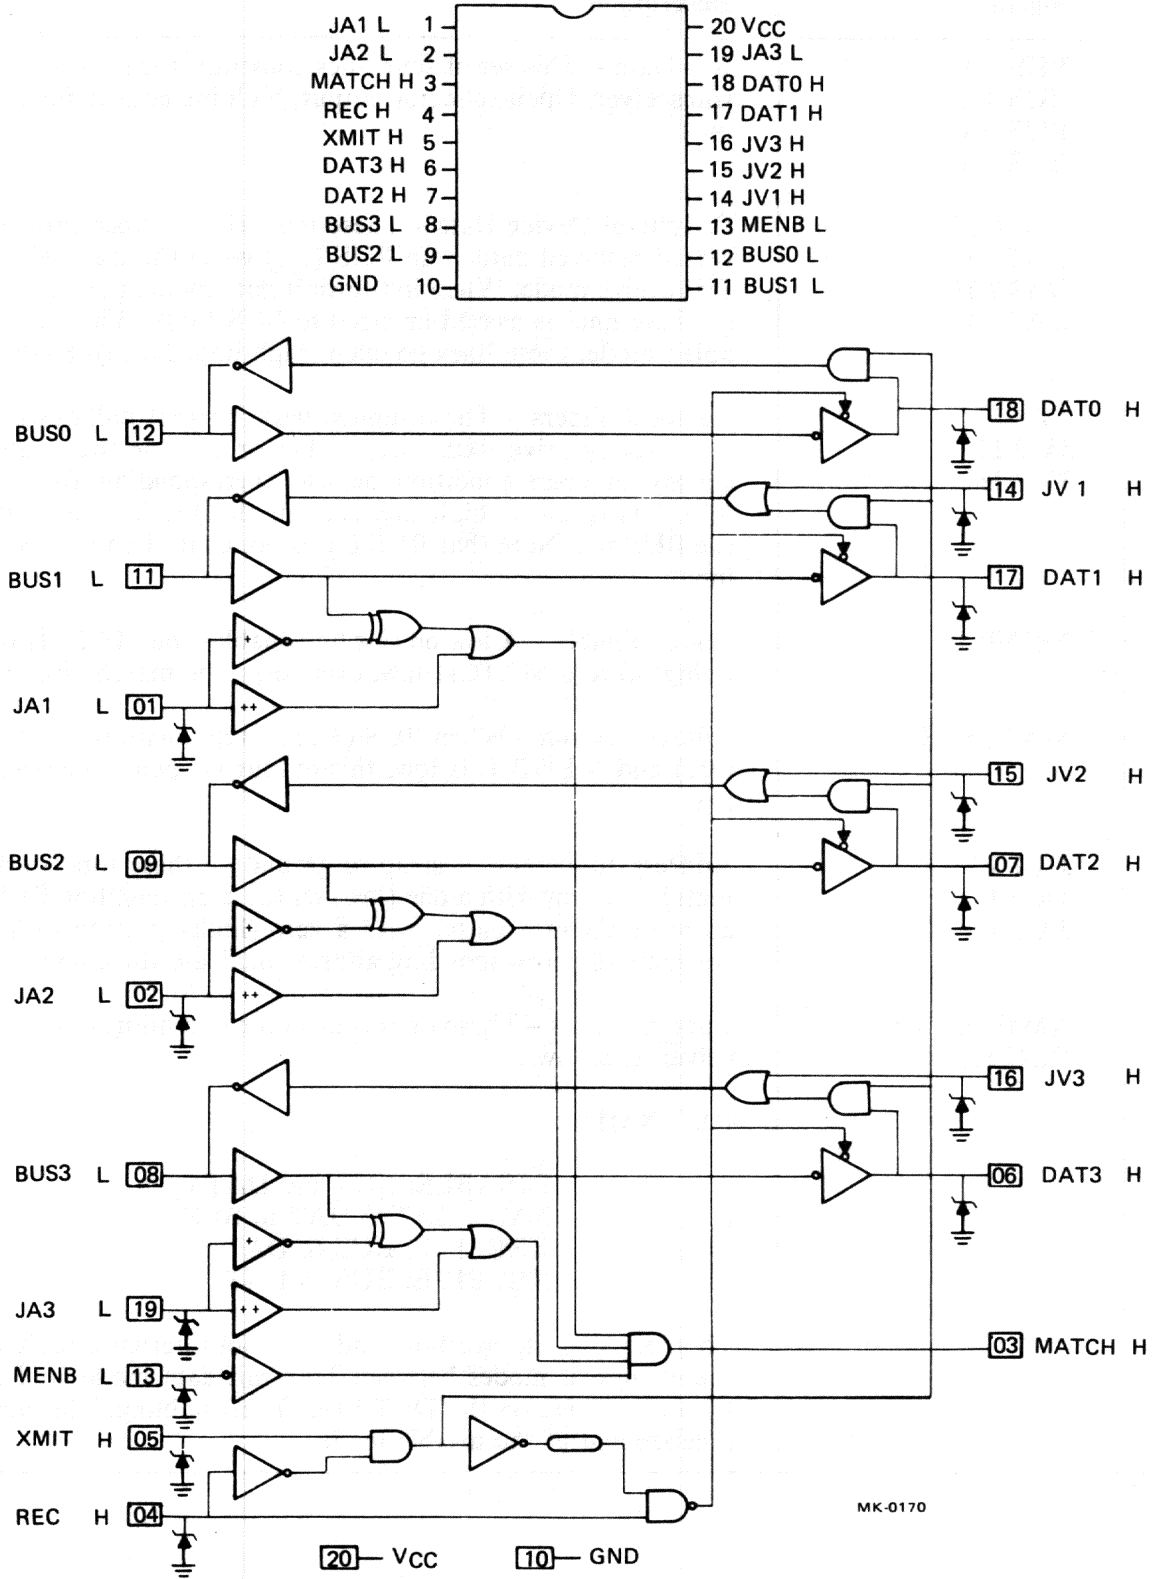 JA1 L 1
20 VCC
JA2 L 2
19 JA3 L
MATCH H 3
18 DAT0 H
REC H 4
17 DAT1 H
XMIT H 5
16 JV3 H
DAT3 H 6
15 JV2 H
DAT2 H 7
14 JV1 H
BUS3 L 8
13 MENB L
BUS2 L 9
12 BUS0 L
GND 10
11 BUS1 L
18 DAT0 H
BUS0 L 12
14 JV 1 H
BUS1 L 11
17 DAT1 H
+
JA1 L 01
++
15 JV2 H
BUS2 L 09
07 DAT2 H
+
JA2 L 02
++
16 JV3 H
BUS3 L 08
06 DAT3 H
+
JA3 L 19
++
03 MATCH H
MENB L 13
XMIT H 05
REC H 04
MK-0170
20 VCC
10 GND